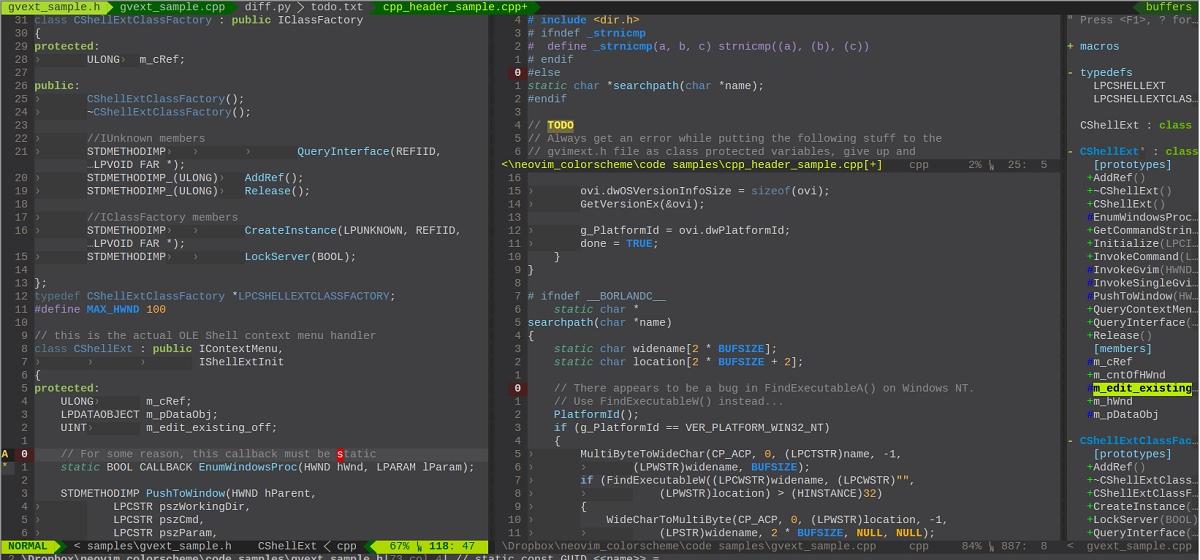 gvext_sample.h gvext_sample.cpp diff.py > todo.txt cpp_header_sample.cpp+ buffers
31 class CShellExtClassFactory : public IClassFactory
30 {
29 protected:
28 › ULONG› m_cRef;
27
26 public:
25 › CShellExtClassFactory();
24 › ~CShellExtClassFactory();
23
22 › //IUnknown members
21 › STDMETHODIMP› › › QueryInterface(REFIID,
…LPVOID FAR *);
20 › STDMETHODIMP_(ULONG)› AddRef();
19 › STDMETHODIMP_(ULONG)› Release();
18
17 › //IClassFactory members
16 › STDMETHODIMP› › CreateInstance(LPUNKNOWN, REFIID,
…LPVOID FAR *);
15 › STDMETHODIMP› › LockServer(BOOL);
14
13 };
12 typedef CShellExtClassFactory *LPCSHELLEXTCLASSFACTORY;
11 #define MAX_HWND 100
10
9 // this is the actual OLE Shell context menu handler
8 class CShellExt : public IContextMenu,
7 › › › IShellExtInit
6 {
5 protected:
4 ULONG› m_cRef;
3 LPDATAOBJECT m_pDataObj;
2 UINT› m_edit_existing_off;
1
A 0 // For some reason, this callback must be static
* 1 static BOOL CALLBACK EnumWindowsProc(HWND hWnd, LPARAM lParam);
2
3 STDMETHODIMP PushToWindow(HWND hParent,
4 › LPCSTR pszWorkingDir,
5 › LPCSTR pszCmd,
6 › LPCSTR pszParam,
NORMAL < samples\gvext_sample.h CShellExt < cpp 67% 118: 47
4 # include <dir.h>
3 # ifndef _strnicmp
2 # define _strnicmp(a, b, c) strnicmp((a), (b), (c))
1 # endif
0 #else
1 static char *searchpath(char *name);
2 #endif
3
4 // TODO
5 // Always get an error while putting the following stuff to the
6 // gvimext.h file as class protected variables, give up and
<\neovim_colorscheme\code samples\cpp_header_sample.cpp[+] cpp 2% 25: 5
16
15 › ovi.dwOSVersionInfoSize = sizeof(ovi);
14 › GetVersionEx(&ovi);
13
12 › g_PlatformId = ovi.dwPlatformId;
11 › done = TRUE;
10 }
9 }
8
7 # ifndef __BORLANDC__
6 static char *
5 searchpath(char *name)
4 {
3 static char widename[2 * BUFSIZE];
2 static char location[2 * BUFSIZE + 2];
1
0 // There appears to be a bug in FindExecutableA() on Windows NT.
1 // Use FindExecutableW() instead...
2 PlatformId();
3 if (g_PlatformId == VER_PLATFORM_WIN32_NT)
4 {
5 › MultiByteToWideChar(CP_ACP, 0, (LPCTSTR)name, -1,
6 › › (LPWSTR)widename, BUFSIZE);
7 › if (FindExecutableW((LPCWSTR)widename, (LPCWSTR)"",
8 › › (LPWSTR)location) > (HINSTANCE)32)
9 › {
10 › WideCharToMultiByte(CP_ACP, 0, (LPWSTR)location, -1,
11 › › (LPSTR)widename, 2 * BUFSIZE, NULL, NULL);
\Dropbox\neovim_colorscheme\code samples\gvext_sample.cpp cpp 84% 887: 8
" Press <F1>, ? for…
+ macros
- typedefs
LPCSHELLEXT
LPCSHELLEXTCLAS…
CShellExt : class
- CShellExt* : class
[prototypes]
+AddRef()
+~CShellExt()
+CShellExt()
#EnumWindowsProc…
+GetCommandStrin…
+Initialize(LPCI…
+InvokeCommand(L…
#InvokeGvim(HWND…
#InvokeSingleGvi…
#PushToWindow(HW…
+QueryContextMen…
+QueryInterface(…
+Release()
[members]
#m_cRef
+m_cntOfHWnd
#m_edit_existing…
+m_hWnd
#m_pDataObj
- CShellExtClassFac…
[prototypes]
+AddRef()
+~CShellExtClass…
+CShellExtClassF…
+CreateInstance(…
+LockServer(BOOL)
+QueryInterface(…
< gvext_sample.cpp